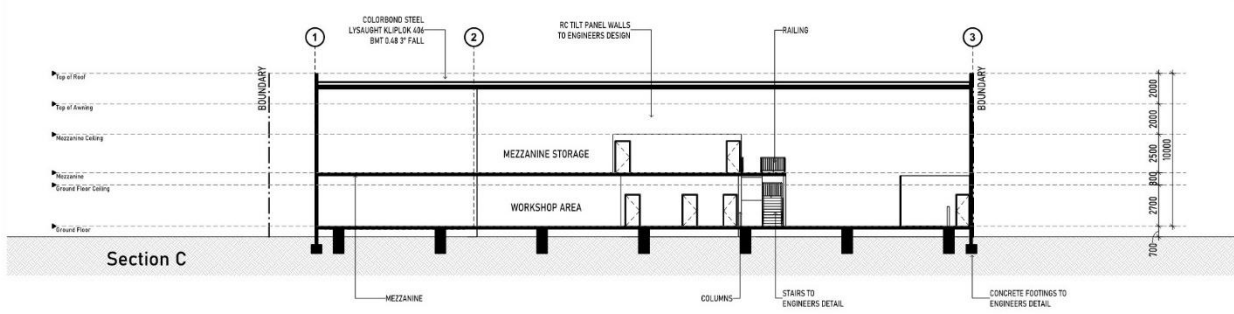 COLORBOND STEEL
LYSAUGHT KLIPLOK 406
BMT 0.48 3° FALL
RC TILT PANEL WALLS
TO ENGINEERS DESIGN
RAILING
1
2
3
Top of Roof
BOUNDARY
BOUNDARY
Top of Awning
Mezzanine Ceiling
Mezzanine
Ground Floor Ceiling
Ground Floor
MEZZANINE STORAGE
WORKSHOP AREA
2000
2000
2500
800
2700
700
10000
Section C
MEZZANINE
COLUMNS
STAIRS TO
ENGINEERS DETAIL
CONCRETE FOOTINGS TO
ENGINEERS DETAIL